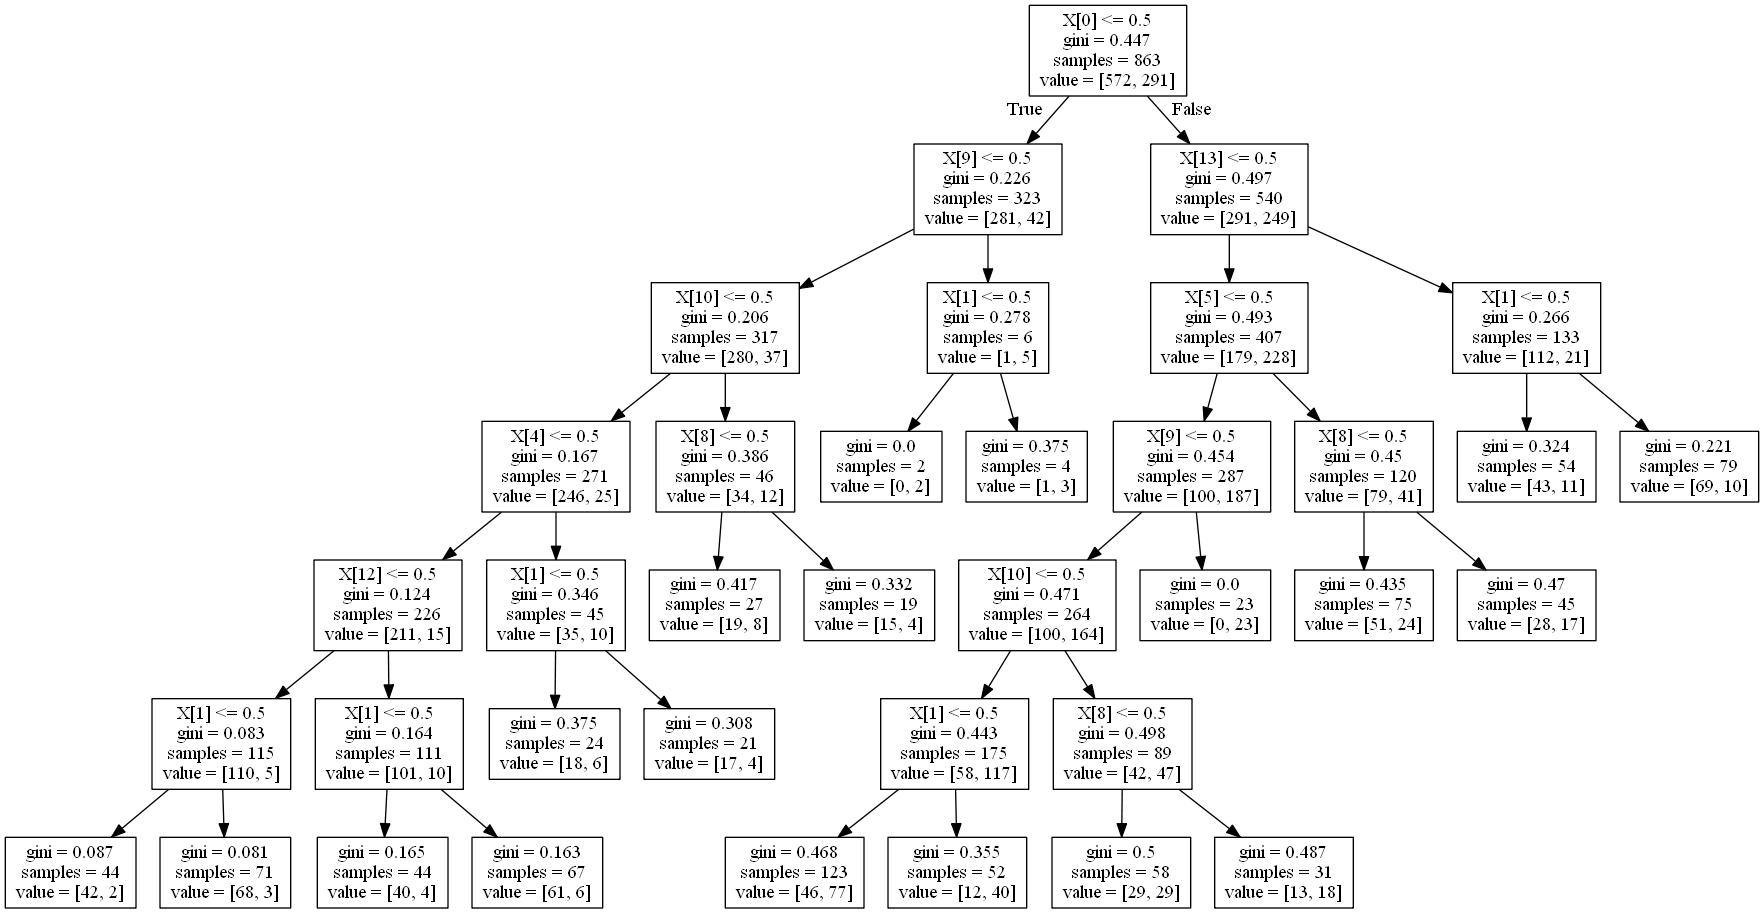 X[0] <= 0.5
gini = 0.447
samples = 863
value = [572, 291]
True
False
X[9] <= 0.5
gini = 0.226
samples = 323
value = [281, 42]
X[13] <= 0.5
gini = 0.497
samples = 540
value = [291, 249]
X[10] <= 0.5
gini = 0.206
samples = 317
value = [280, 37]
X[1] <= 0.5
gini = 0.278
samples = 6
value = [1, 5]
X[5] <= 0.5
gini = 0.493
samples = 407
value = [179, 228]
X[1] <= 0.5
gini = 0.266
samples = 133
value = [112, 21]
X[4] <= 0.5
gini = 0.167
samples = 271
value = [246, 25]
X[8] <= 0.5
gini = 0.386
samples = 46
value = [34, 12]
gini = 0.0
samples = 2
value = [0, 2]
gini = 0.375
samples = 4
value = [1, 3]
X[9] <= 0.5
gini = 0.454
samples = 287
value = [100, 187]
X[8] <= 0.5
gini = 0.45
samples = 120
value = [79, 41]
gini = 0.324
samples = 54
value = [43, 11]
gini = 0.221
samples = 79
value = [69, 10]
X[12] <= 0.5
gini = 0.124
samples = 226
value = [211, 15]
X[1] <= 0.5
gini = 0.346
samples = 45
value = [35, 10]
gini = 0.417
samples = 27
value = [19, 8]
gini = 0.332
samples = 19
value = [15, 4]
X[10] <= 0.5
gini = 0.471
samples = 264
value = [100, 164]
gini = 0.0
samples = 23
value = [0, 23]
gini = 0.435
samples = 75
value = [51, 24]
gini = 0.47
samples = 45
value = [28, 17]
X[1] <= 0.5
gini = 0.083
samples = 115
value = [110, 5]
X[1] <= 0.5
gini = 0.164
samples = 111
value = [101, 10]
gini = 0.375
samples = 24
value = [18, 6]
gini = 0.308
samples = 21
value = [17, 4]
X[1] <= 0.5
gini = 0.443
samples = 175
value = [58, 117]
X[8] <= 0.5
gini = 0.498
samples = 89
value = [42, 47]
gini = 0.087
samples = 44
value = [42, 2]
gini = 0.081
samples = 71
value = [68, 3]
gini = 0.165
samples = 44
value = [40, 4]
gini = 0.163
samples = 67
value = [61, 6]
gini = 0.468
samples = 123
value = [46, 77]
gini = 0.355
samples = 52
value = [12, 40]
gini = 0.5
samples = 58
value = [29, 29]
gini = 0.487
samples = 31
value = [13, 18]